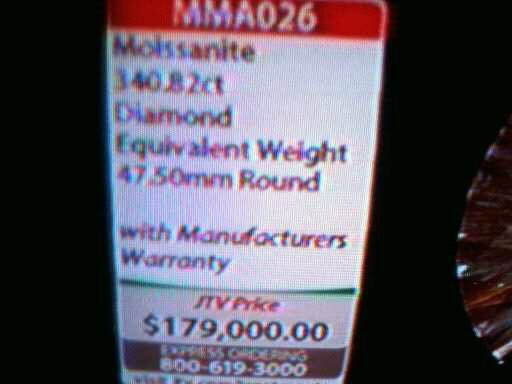 MMA026
Moissanite
340.82ct
Diamond
Equivalent Weight
47.50mm Round
with Manufacturers
Warranty
JTV Price
$179,000.00
EXPRESS ORDERING
800-619-3000